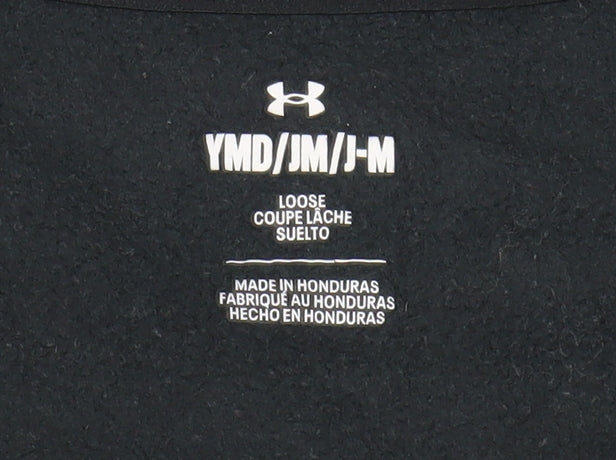 YMD/JM/J-M
LOOSE
COUPE LÂCHE
SUELTO
MADE IN HONDURAS
FABRIQUÉ AU HONDURAS
HECHO EN HONDURAS